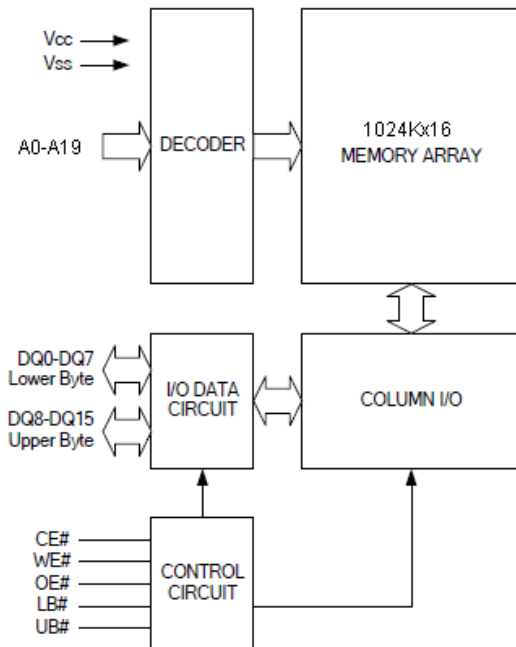 Vcc
Vss
A0-A19
DECODER
1024Kx16
MEMORY ARRAY
DQ0-DQ7
Lower Byte
DQ8-DQ15
Upper Byte
I/O DATA
CIRCUIT
COLUMN I/O
CE#
WE#
OE#
LB#
UB#
CONTROL
CIRCUIT